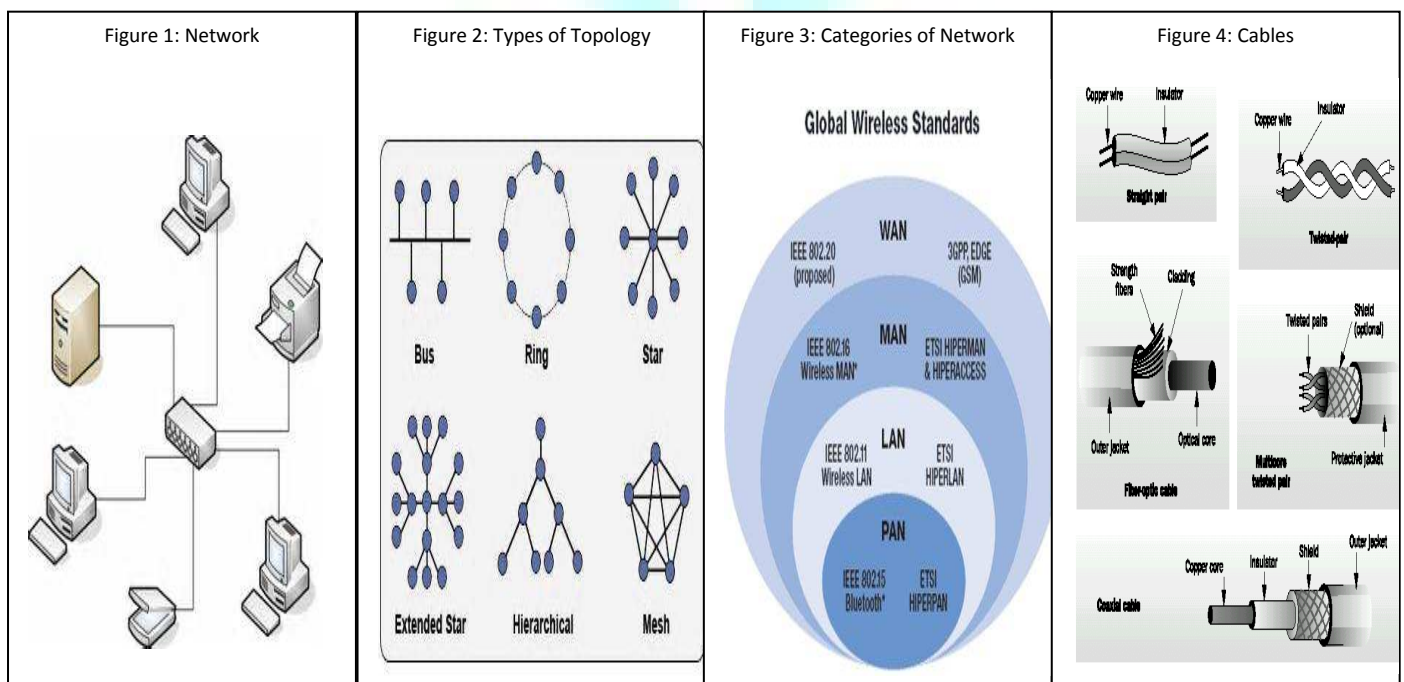 Figure 1: Network
Figure 2: Types of Topology
Bus
Ring
Star
Extended Star
Hierarchical
Mesh
Figure 3: Categories of Network
Global Wireless Standards
WAN
IEEE 802.20
(proposed)
3GPP, EDGE
(GSM)
MAN
IEEE 802.16
Wireless MAN*
ETSI HIPERMAN
& HIPERACCESS
LAN
IEEE 802.11
Wireless LAN
ETSI
HIPERLAN
PAN
IEEE 802.15
Bluetooth*
ETSI
HIPERPAN
Figure 4: Cables
Copper wire
Insulator
Straight pair
Copper wire
Insulator
Twisted-pair
Strength
fibers
Cladding
Outer jacket
Optical core
Fiber-optic cable
Twisted pairs
Shield
(optional)
Multicore
twisted pair
Protective jacket
Coaxial cable
Copper core
Insulator
Shield
Outer jacket